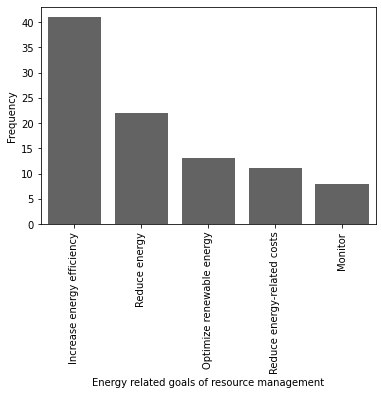 Frequency
40
35
30
25
20
15
10
5
0
Increase energy efficiency
Reduce energy
Optimize renewable energy
Reduce energy-related costs
Monitor
Energy related goals of resource management